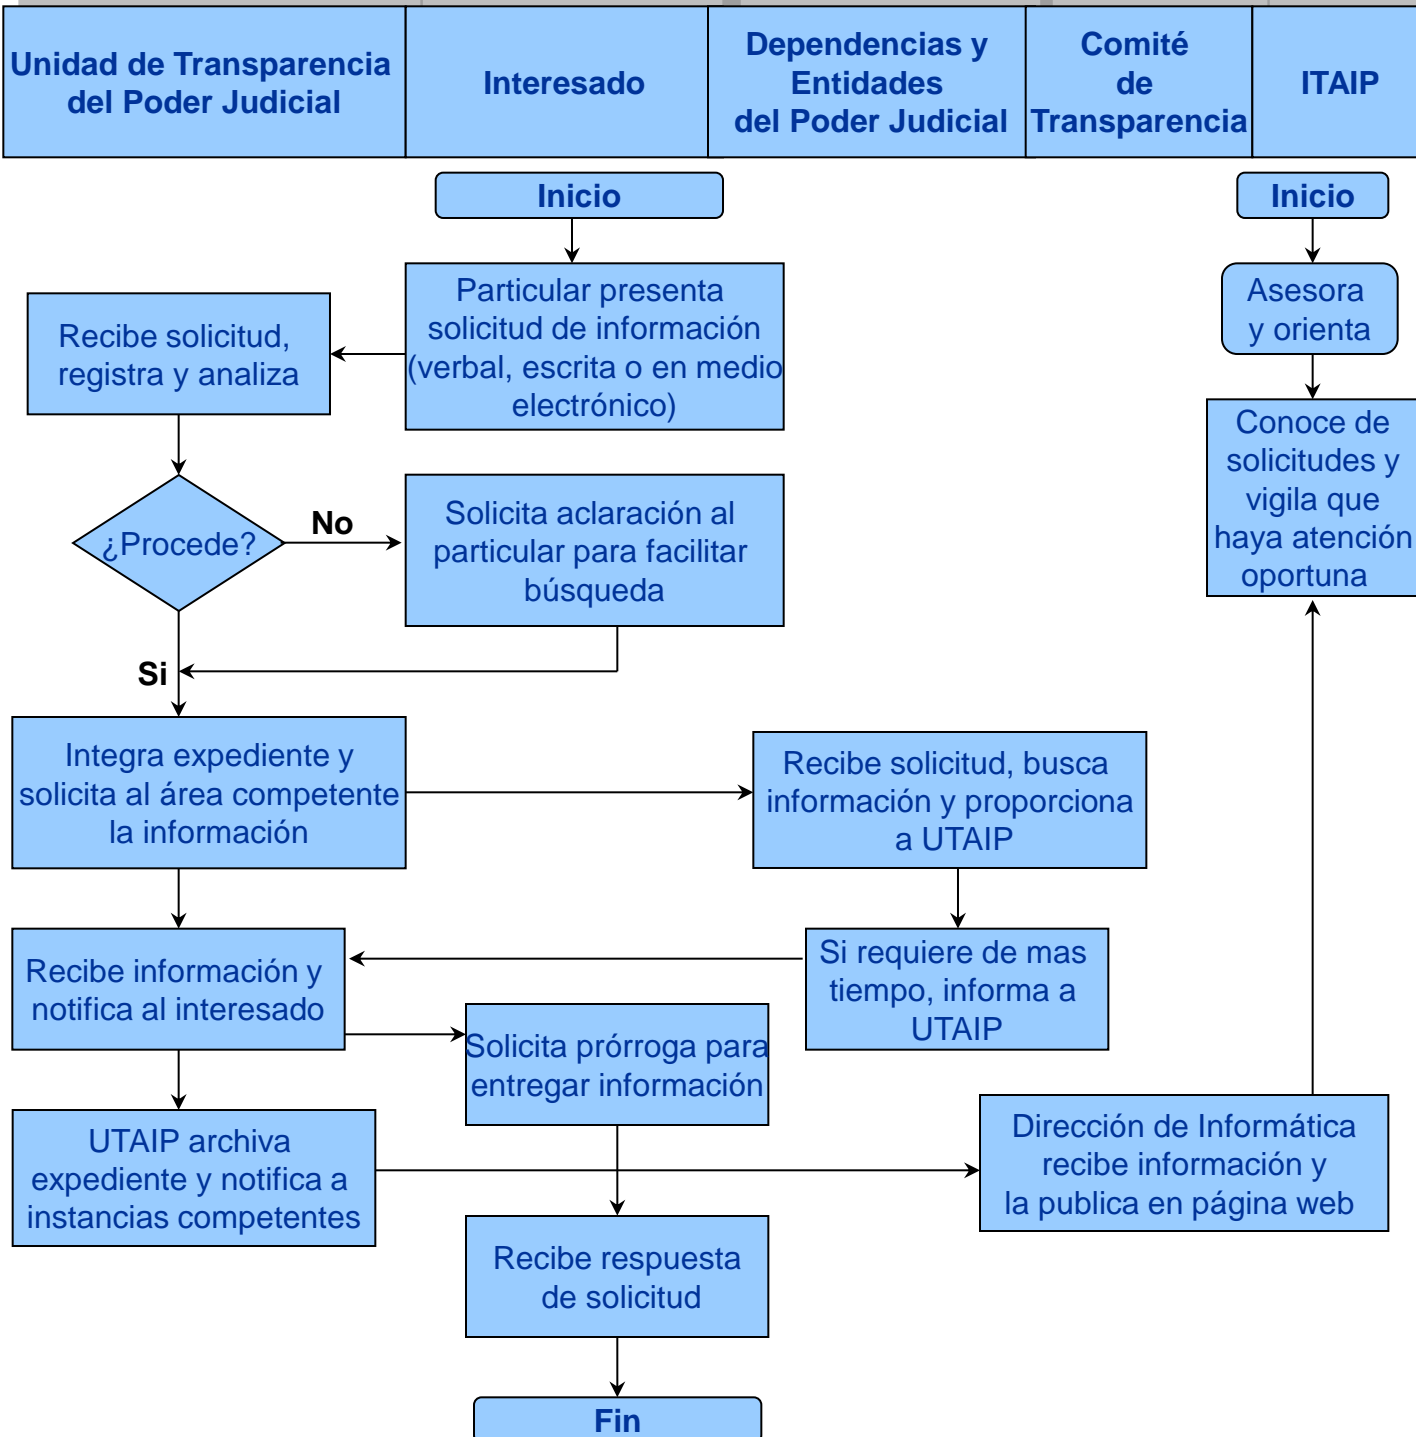 Unidad de Transparencia
del Poder Judicial
Interesado
Dependencias y
Entidades
del Poder Judicial
Comité
de
Transparencia
ITAIP
Inicio
Inicio
Particular presenta
solicitud de información
(verbal, escrita o en medio
electrónico)
Asesora
y orienta
Recibe solicitud,
registra y analiza
Conoce de
solicitudes y
vigila que
haya atención
oportuna
¿Procede?
No
Solicita aclaración al
particular para facilitar
búsqueda
Si
Integra expediente y
solicita al área competente
la información
Recibe solicitud, busca
información y proporciona
a UTAIP
Recibe información y
notifica al interesado
Si requiere de mas
tiempo, informa a
UTAIP
Solicita prórroga para
entregar información
UTAIP archiva
expediente y notifica a
instancias competentes
Dirección de Informática
recibe información y
la publica en página web
Recibe respuesta
de solicitud
Fin